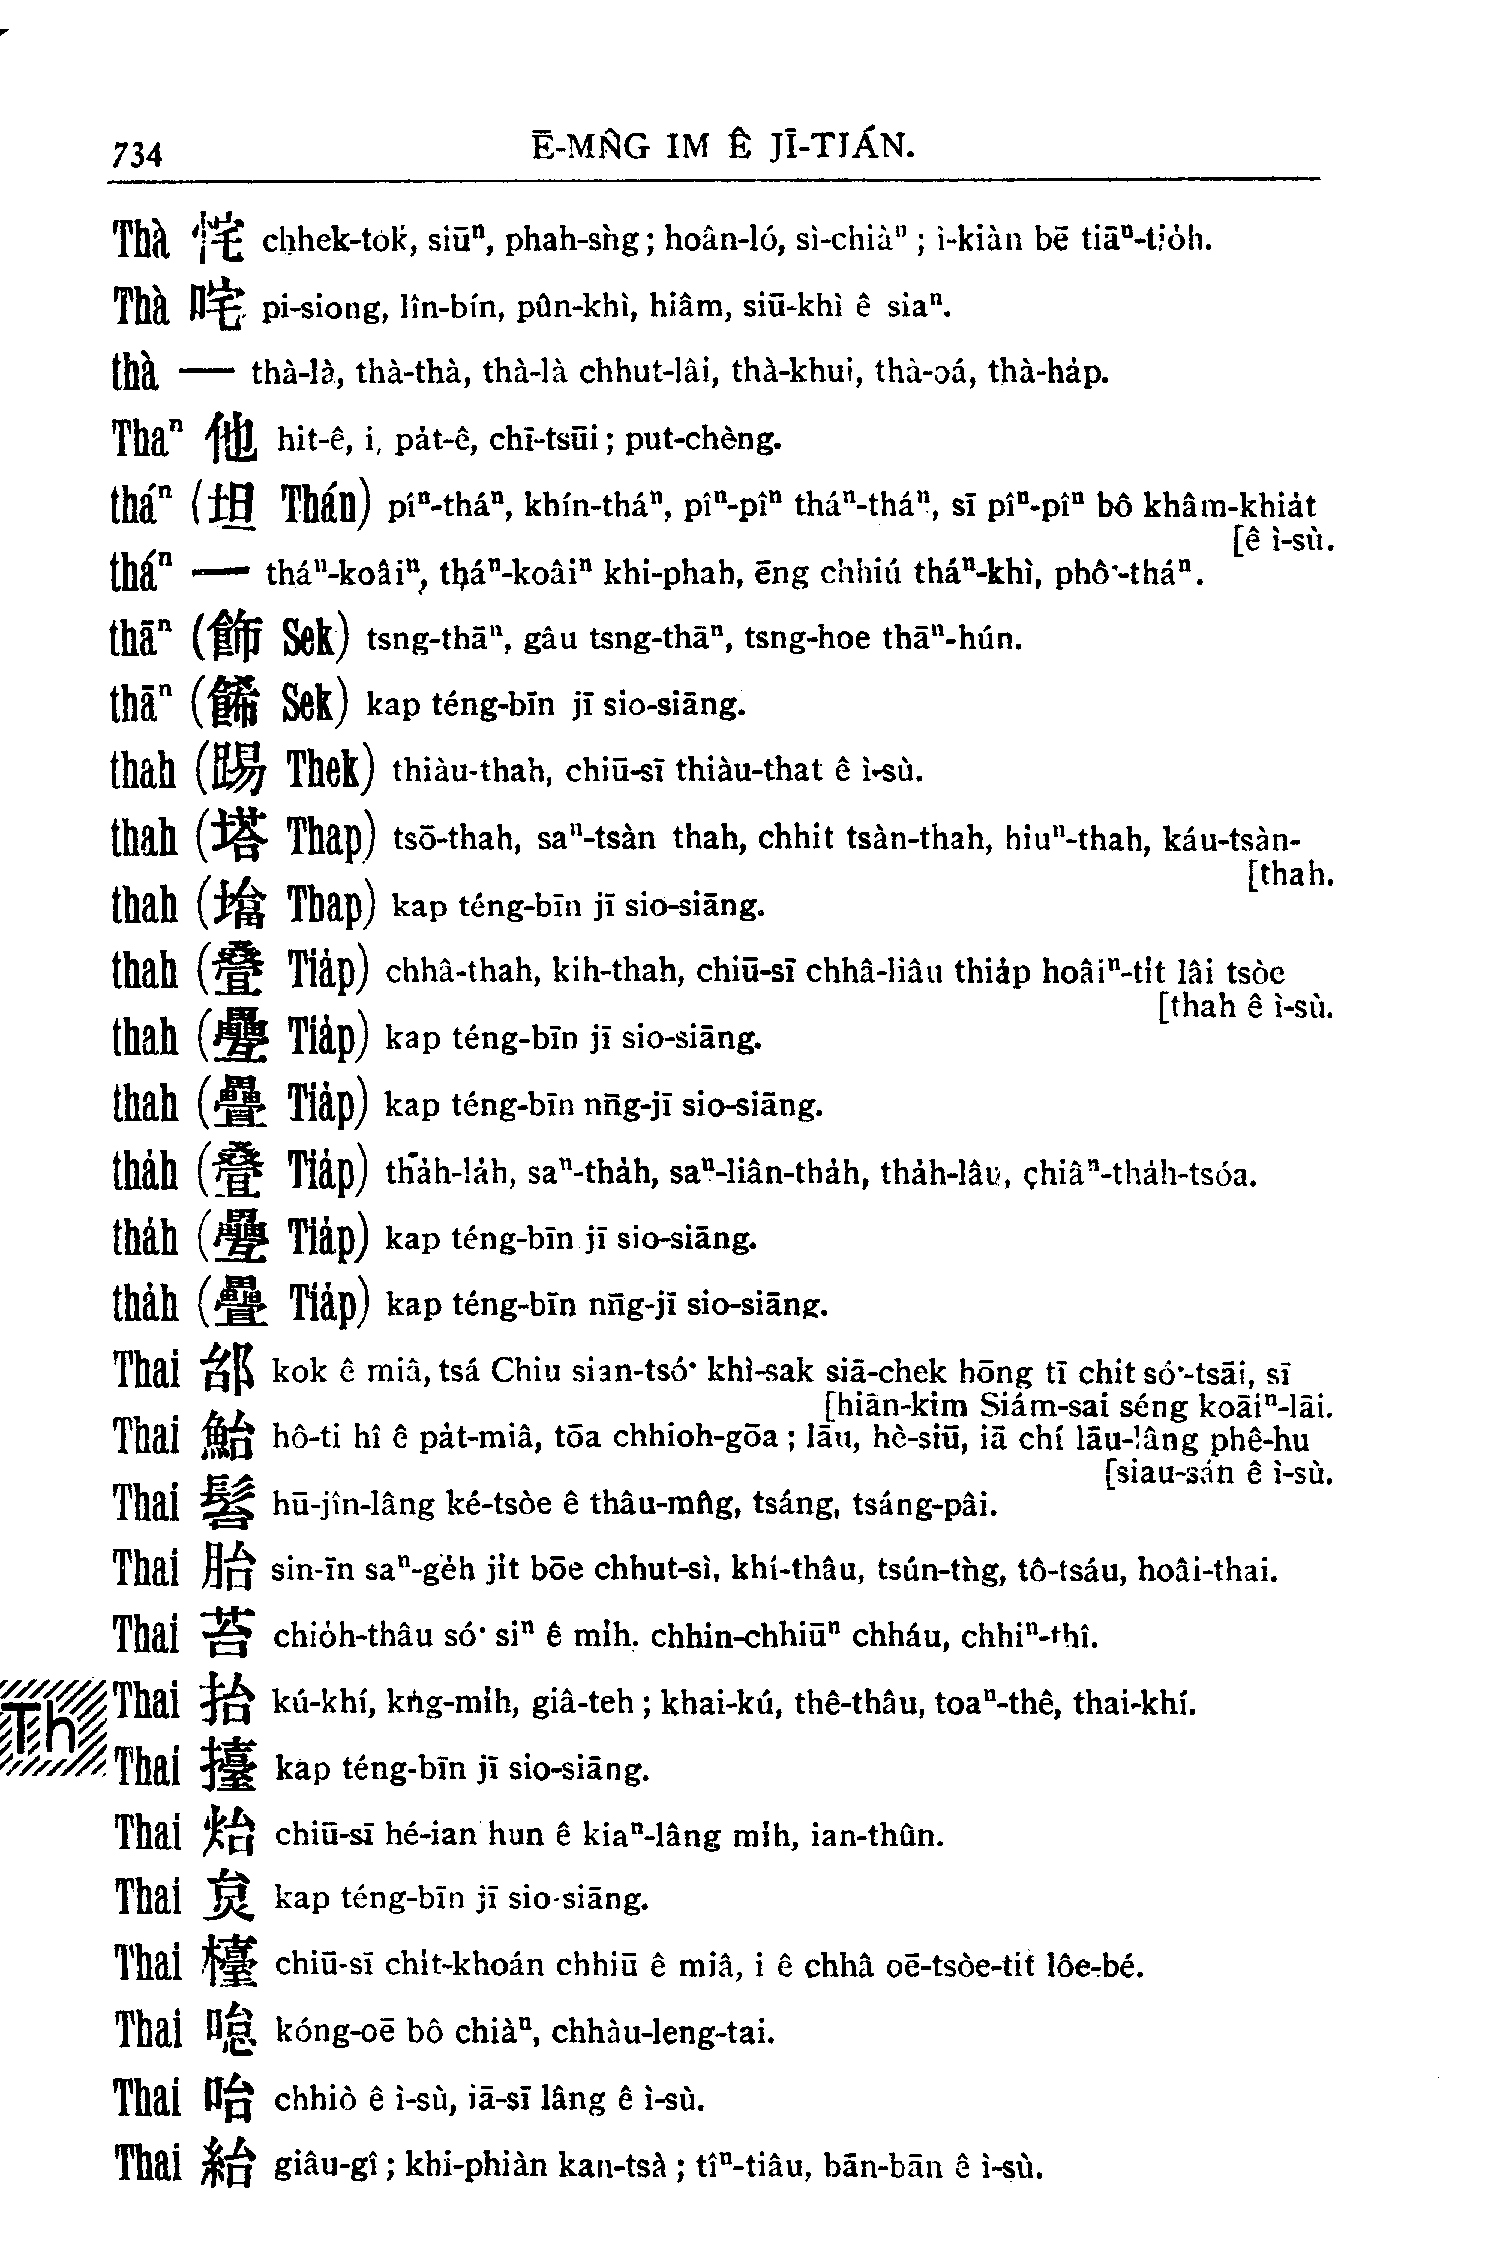 734 Ē-MN̂G IM Ê JĪ-TIÁN.
Thà 咤 chhek-to̍k, siūⁿ, phah-sǹg; hoân-ló, sì-chiàⁿ; ì-kiàn bē tiāⁿ-tio̍h.
Thà 咤 pi-siong, lîn-bín, pûn-khì, hiâm, siū-khì ê siaⁿ.
thà — thà-là, thà-thà, thà-là chhut-lâi, thà-khui, thà-oá, thà-ha̍p.
Thaⁿ 他 hit-ê, i, pa̍t-ê, chī-tsūi; put-chèng.
tháⁿ (坦 Thán) píⁿ-tháⁿ, khín-tháⁿ, pîⁿ-pîⁿ tháⁿ-tháⁿ, sī pîⁿ-pîⁿ bô khâm-khia̍t
[ê ì-sù.
tháⁿ — tháⁿ-koâiⁿ, tháⁿ-koâiⁿ khi-phah, ēng chhiú tháⁿ-khì, phô͘-tháⁿ.
thāⁿ (飾 Sek) tsng-thāⁿ, gâu tsng-thāⁿ, tsng-hoe thāⁿ-hún.
thāⁿ (餙 Sek) kap téng-bīn jī sio-siāng.
thah (踢 Thek) thiàu-thah, chiū-sī thiàu-that ê ì-sù.
thah (塔 Thap) tsō-thah, saⁿ-tsàn thah, chhit tsàn-thah, hiuⁿ-thah, káu-tsàn-
[thah.
thah (墖 Thap) kap téng-bīn jī sio-siāng.
thah (疊 Tia̍p) chhâ-thah, kih-thah, chiū-sī chhâ-liâu thia̍p hoâiⁿ-ti̍t lâi tsòe
[thah ê ì-sù.
thah (疉 Tia̍p) kap téng-bīn jī sio-siāng.
thah (疊 Tia̍p) kap téng-bīn nn̄g-jī sio-siāng.
tha̍h (叠 Tia̍p) tha̍h-la̍h, saⁿ-tha̍h, saⁿ-liân-tha̍h, tha̍h-lâu, chiâⁿ-tha̍h-tsóa.
tha̍h (疉 Tia̍p) kap téng-bīn jī sio-siāng.
tha̍h (疊 Tia̍p) kap téng-bīn nn̄g-jī sio-siāng.
Thai 邰 kok ê miâ, tsá Chiu sian-tsó͘ khì-sak siā-chek hōng tī chit só͘-tsāi, sī
[hiān-kim Siám-sai séng koāiⁿ-lāi.
Thai 鮐 hô-ti hî ê pa̍t-miâ, tōa chhioh-gōa; lāu, hè-siū, iā chí lāu-lâng phê-hu
[siau-sán ê ì-sù.
Thai 髫 hū-jîn-lâng ké-tsòe ê thâu-mn̂g, tsáng, tsáng-pâi.
Thai 胎 sin-īn saⁿ-ge̍h ji̍t bōe chhut-sì, khí-thâu, tsún-tǹg, tô-tsáu, hoâi-thai.
Thai 苔 chio̍h-thâu só͘ siⁿ ê mi̍h, chhin-chhiūⁿ chháu, chhiⁿ-thî.
Thai 抬 kú-khí, kǹg-mi̍h, giâ-teh; khai-kú, thê-thâu, toaⁿ-thê, thai-khí.
Th
Thai 擡 kap téng-bīn jī sio-siāng.
Thai 炲 chiū-sī hé-ian hun ê kiaⁿ-lâng mi̍h, ian-thûn.
Thai 炱 kap téng-bīn jī sio-siāng.
Thai 檯 chiū-sī chi̍t-khoán chhiū ê miâ, i ê chhâ oē-tsòe-tit lôe-bé.
Thai kóng-oē bô chiàⁿ, chhàu-leng-tai.
Thai 咍 chhiò ê ì-sù, iā-sī lâng ê ì-sù.
Thai 紿 giâu-gî; khi-phiàn kan-tsà; tîⁿ-tiâu, bān-bān ê ì-sù.